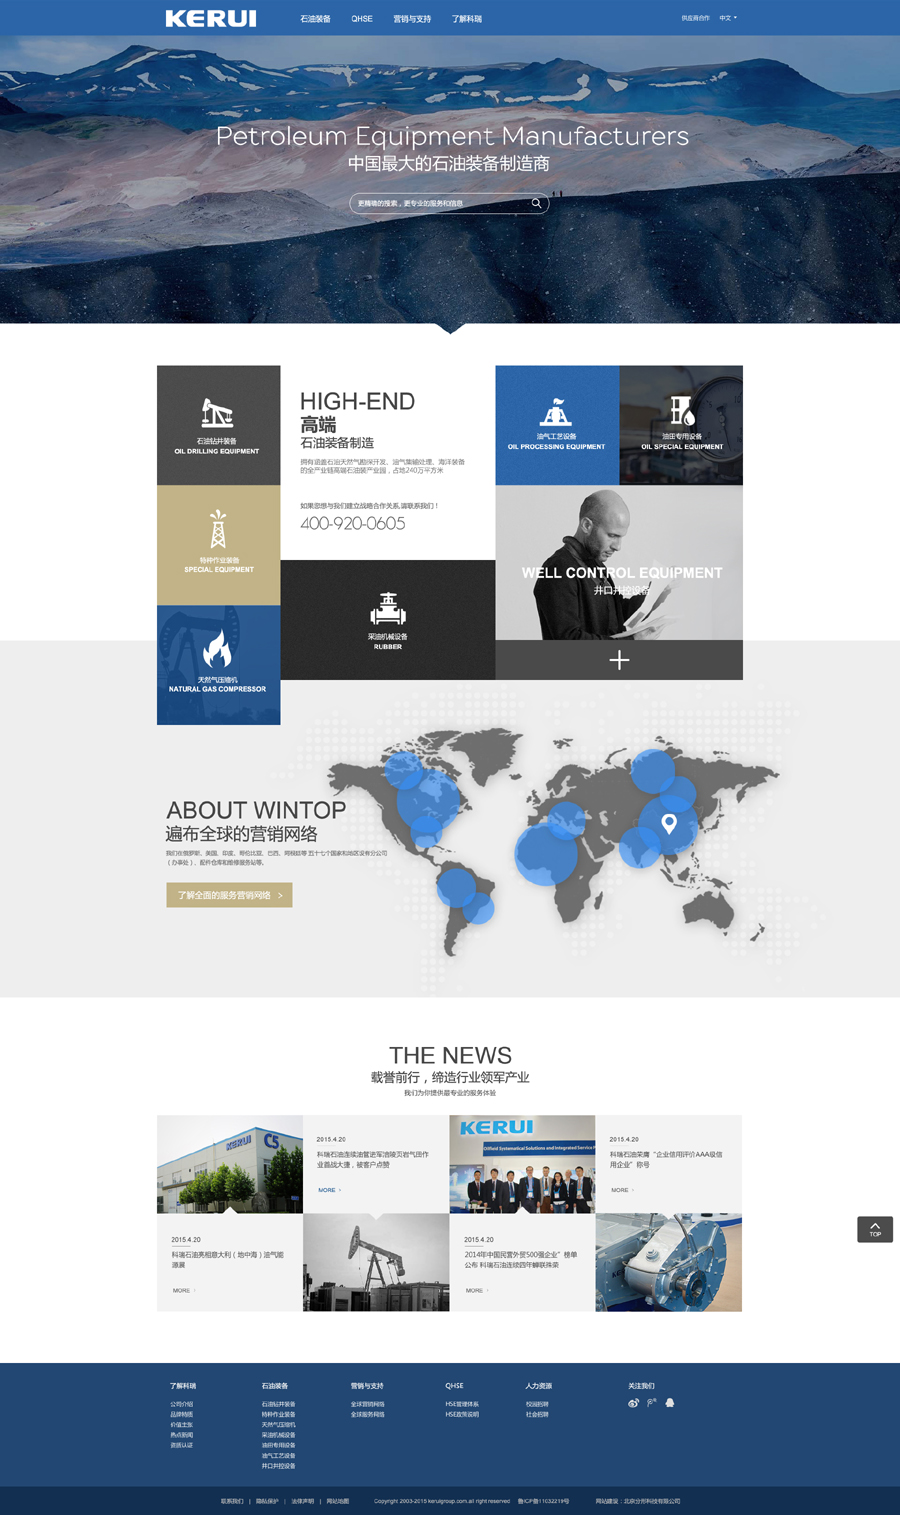 KERUI
石油装备 QHSE 营销与支持 了解科瑞 供应商合作 中文
Petroleum Equipment Manufacturers
中国最大的石油装备制造商
更精确的搜索，更专业的服务和信息
石油钻井装备
OIL DRILLING EQUIPMENT
HIGH-END
高端
石油装备制造
拥有涵盖石油天然气勘探开发、油气集输处理、海洋装备
的全产业链高端石油装产业园，占地240万平方米
如果您想与我们建立战略合作关系,请联系我们！
400-920-0605
油气工艺设备
OIL PROCESSING EQUIPMENT
油田专用设备
OIL SPECIAL EQUIPMENT
特种作业装备
SPECIAL EQUIPMENT
WELL CONTROL EQUIPMENT
井口井控设备
采油机械设备
RUBBER
天然气压缩机
NATURAL GAS COMPRESSOR
ABOUT WINTOP
遍布全球的营销网络
我们在俄罗斯、美国、印度、哥伦比亚、巴西、阿根廷等 五十七个国家和地区设有分公司
（办事处）、配件仓库和维修服务站等。
了解全面的服务营销网络 >
THE NEWS
载誉前行，缔造行业领军产业
我们为你提供最专业的服务体验
KERUI C5
2015.4.20
科瑞石油连续油管进军涪陵页岩气田作
业首战大捷，被客户点赞
MORE >
KERUI
Oilfield Systematical Solutions and Integrated Service
2015.4.20
科瑞石油荣膺“企业信用评价AAA级信
用企业”称号
MORE >
2015.4.20
科瑞石油亮相意大利（地中海）油气能
源展
MORE >
2015.4.20
2014年中国民营外贸500强企业”榜单
公布 科瑞石油连续四年蝉联殊荣
MORE >
TOP
了解科瑞
公司介绍
品牌特质
价值主张
热点新闻
资质认证
石油装备
石油钻井装备
特种作业装备
天然气压缩机
采油机械设备
油田专用设备
油气工艺设备
井口井控设备
营销与支持
全球营销网络
全球服务网络
QHSE
HSE管理体系
HSE政策说明
人力资源
校园招聘
社会招聘
关注我们
联系我们 | 隐私保护 | 法律声明 | 网站地图 Copyright 2003-2015 keruigroup.com.all right reserved 鲁ICP备11032219号 网站建设：北京分形科技有限公司